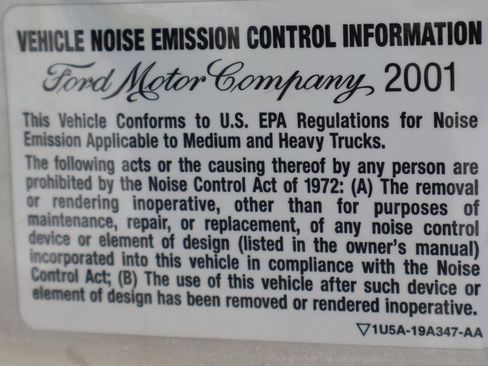 VEHICLE NOISE EMISSION CONTROL INFORMATION
Ford Motor Company, 2001
This Vehicle Conforms to U.S. EPA Regulations for Noise
Emission Applicable to Medium and Heavy Trucks.
The following acts or the causing thereof by any person are
prohibited by the Noise Control Act of 1972: (A) The removal
or rendering inoperative, other than for purposes of
maintenance, repair, or replacement, of any noise control
device or element of design (listed in the owner's manual)
incorporated into this vehicle in compliance with the Noise
Control Act; (B) The use of this vehicle after such device or
element of design has been removed or rendered inoperative.
▽1U5A-19A347-AA